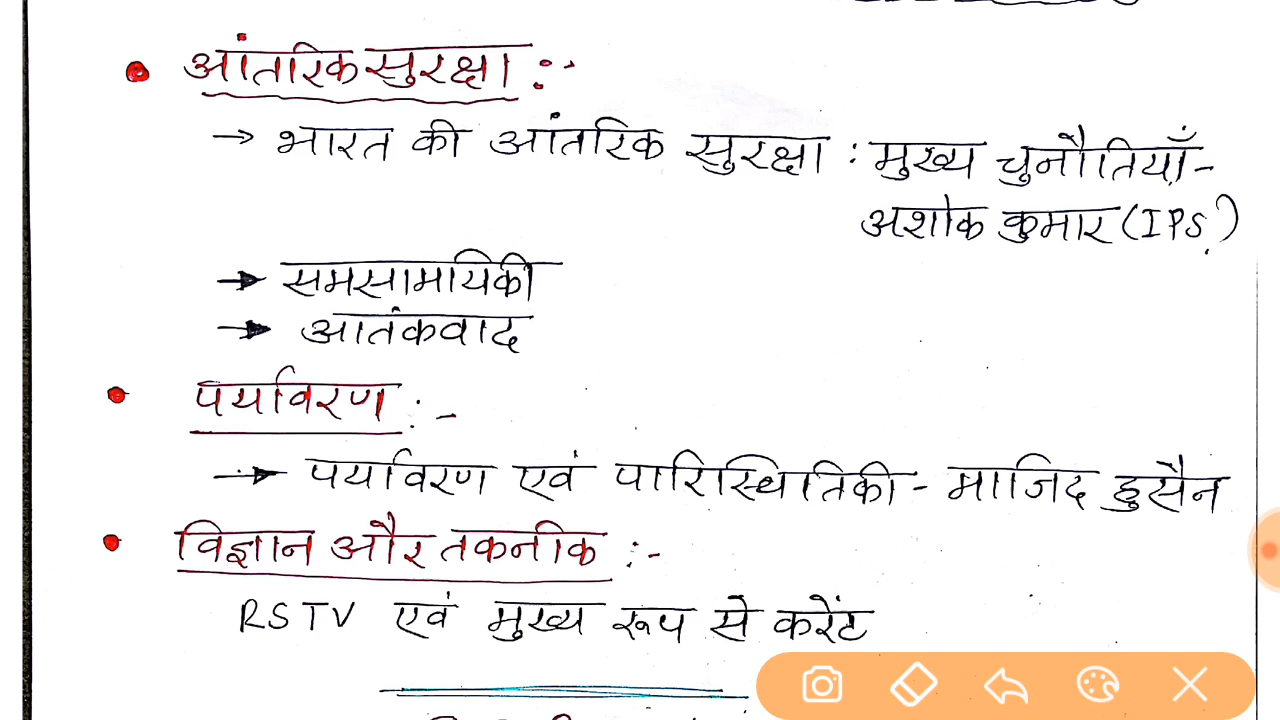 • आंतरिक सुरक्षा :-
→ भारत की आंतरिक सुरक्षा : मुख्य चुनौतियाँ -
अशोक कुमार (IPS)
→ समसामायिकी
→ आतंकवाद
• पर्यावरण :-
→ पर्यावरण एवं पारिस्थितिकी - माजिद हुसैन
• विज्ञान और तकनीक :-
RSTV एवं मुख्य रूप से करेंट